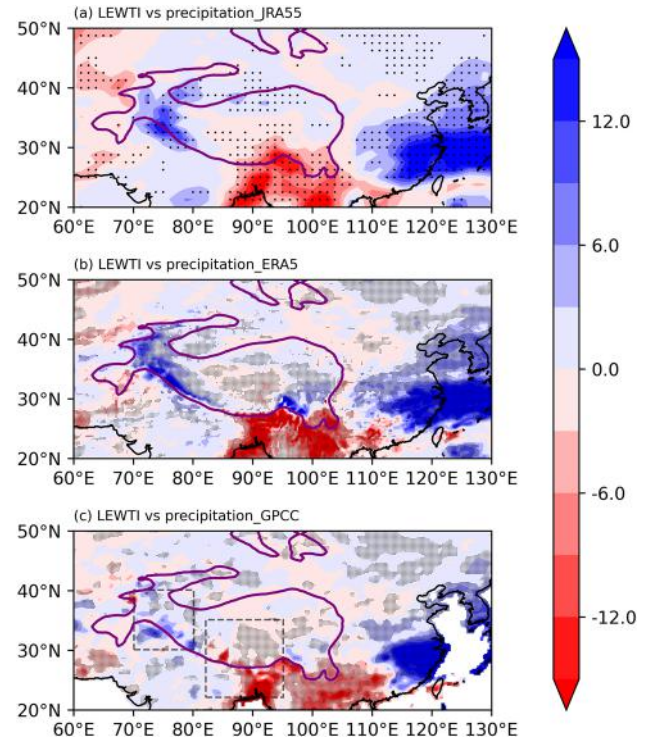 (a) LEWTI vs precipitation_JRA55
50°N
40°N
30°N
20°N
60°E 70°E 80°E 90°E 100°E 110°E 120°E 130°E
(b) LEWTI vs precipitation_ERA5
50°N
40°N
30°N
20°N
60°E 70°E 80°E 90°E 100°E 110°E 120°E 130°E
(c) LEWTI vs precipitation_GPCC
50°N
40°N
30°N
20°N
60°E 70°E 80°E 90°E 100°E 110°E 120°E 130°E
12.0
6.0
0.0
-6.0
-12.0